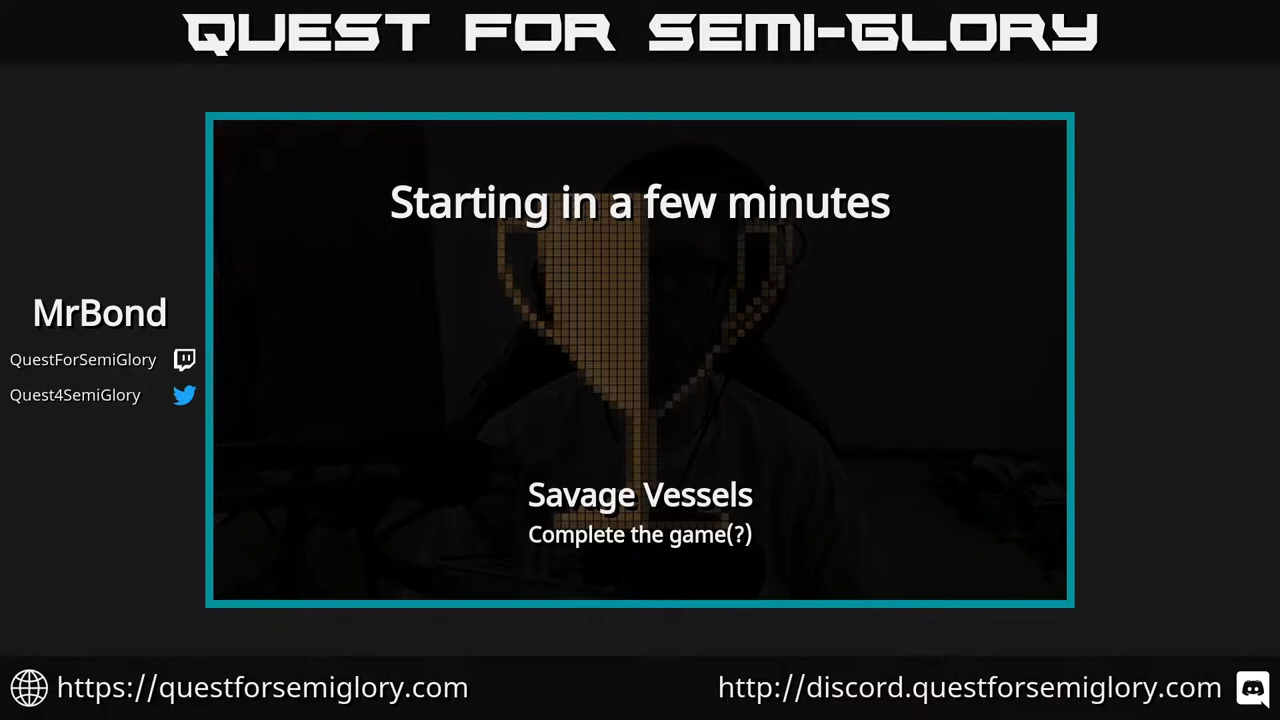 QUEST FOR SEMI-GLORY
Starting in a few minutes
MrBond
QuestForSemiGlory
Quest4SemiGlory
Savage Vessels
Complete the game(?)
https://questforsemiglory.com
http://discord.questforsemiglory.com